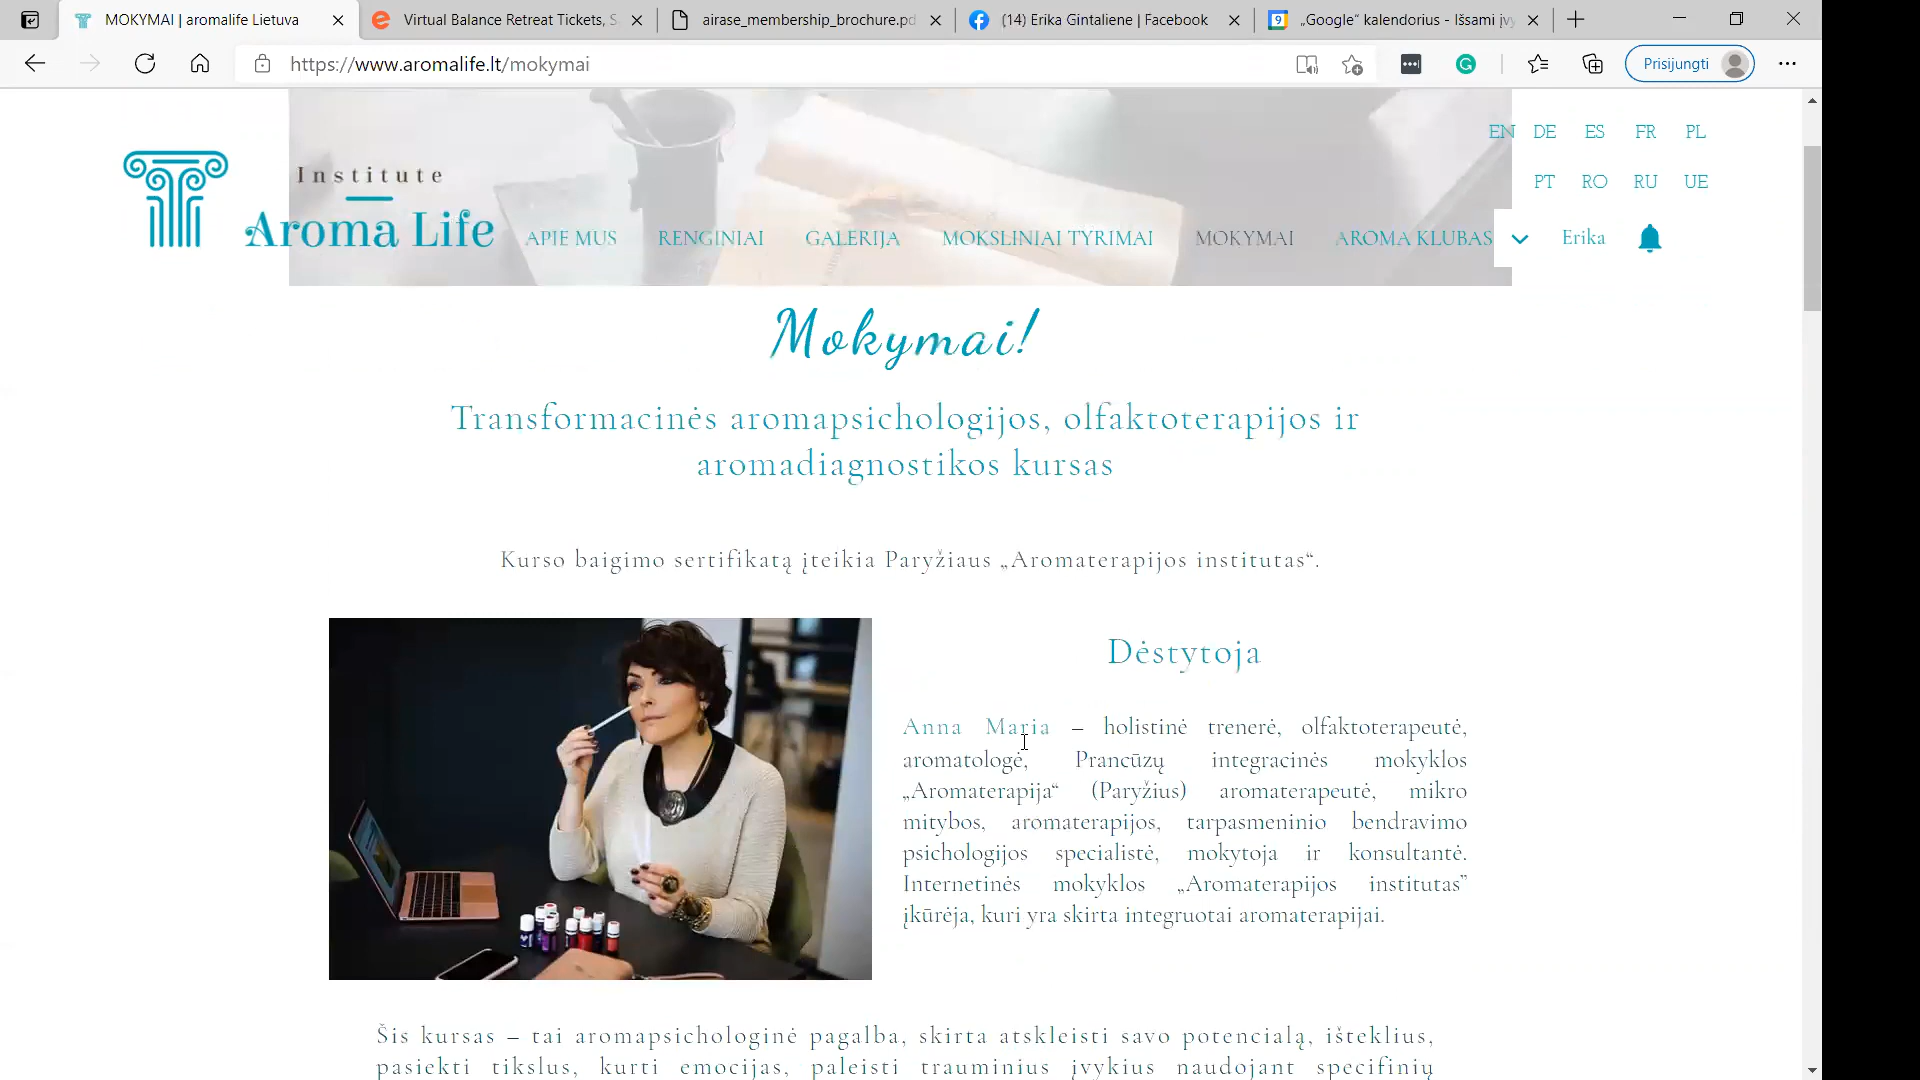 MOKYMAI | aromalife Lietuva
Virtual Balance Retreat Tickets, S
airase_membership_brochure.pd
(14) Erika Gintaliene | Facebook
„Google“ kalendorius - Išsami įv
https://www.aromalife.lt/mokymai
Prisijungti
EN DE ES FR PL
PT RO RU UE
Institute
Aroma Life
APIE MUS RENGINIAI GALERIJA MOKSLINIAI TYRIMAI MOKYMAI AROMA KLUBAS Erika
Mokymai!
Transformacinės aromapsichologijos, olfaktoterapijos ir
aromadiagnostikos kursas
Kurso baigimo sertifikatą įteikia Paryžiaus „Aromaterapijos institutas“.
Dėstytoja
Anna Maria – holistinė trenerė, olfaktoterapeutė,
aromatologė, Prancūzų integracinės mokyklos
„Aromaterapija“ (Paryžius) aromaterapeutė, mikro
mitybos, aromaterapijos, tarpasmeninio bendravimo
psichologijos specialistė, mokytoja ir konsultantė.
Internetinės mokyklos „Aromaterapijos institutas”
įkūrėja, kuri yra skirta integruotai aromaterapijai.
Šis kursas – tai aromapsichologinė pagalba, skirta atskleisti savo potencialą, išteklius,
pasiekti tikslus, kurti emocijas, paleisti trauminius įvykius naudojant specifinių